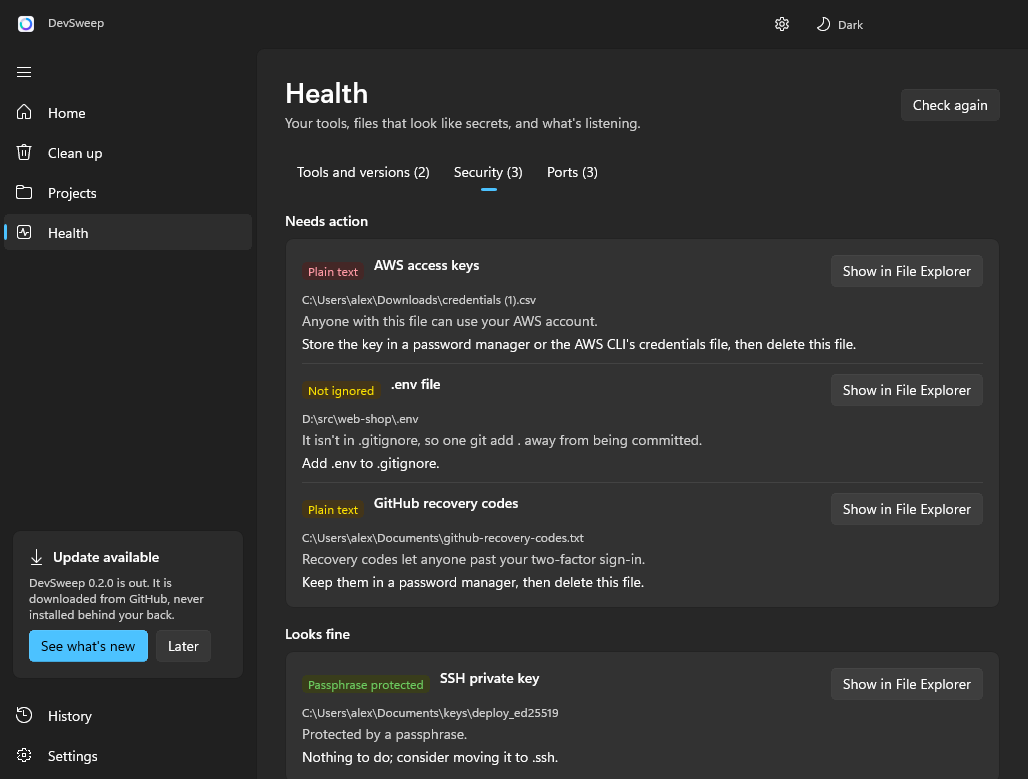 DevSweep
Dark
Home
Clean up
Projects
Health
Update available
DevSweep 0.2.0 is out. It is
downloaded from GitHub, never
installed behind your back.
See what's new
Later
History
Settings
Health
Your tools, files that look like secrets, and what's listening.
Check again
Tools and versions (2)
Security (3)
Ports (3)
Needs action
Plain text
AWS access keys
Show in File Explorer
C:\Users\alex\Downloads\credentials (1).csv
Anyone with this file can use your AWS account.
Store the key in a password manager or the AWS CLI's credentials file, then delete this file.
Not ignored
.env file
Show in File Explorer
D:\src\web-shop\.env
It isn't in .gitignore, so one git add . away from being committed.
Add .env to .gitignore.
Plain text
GitHub recovery codes
Show in File Explorer
C:\Users\alex\Documents\github-recovery-codes.txt
Recovery codes let anyone past your two-factor sign-in.
Keep them in a password manager, then delete this file.
Looks fine
Passphrase protected
SSH private key
Show in File Explorer
C:\Users\alex\Documents\keys\deploy_ed25519
Protected by a passphrase.
Nothing to do; consider moving it to .ssh.